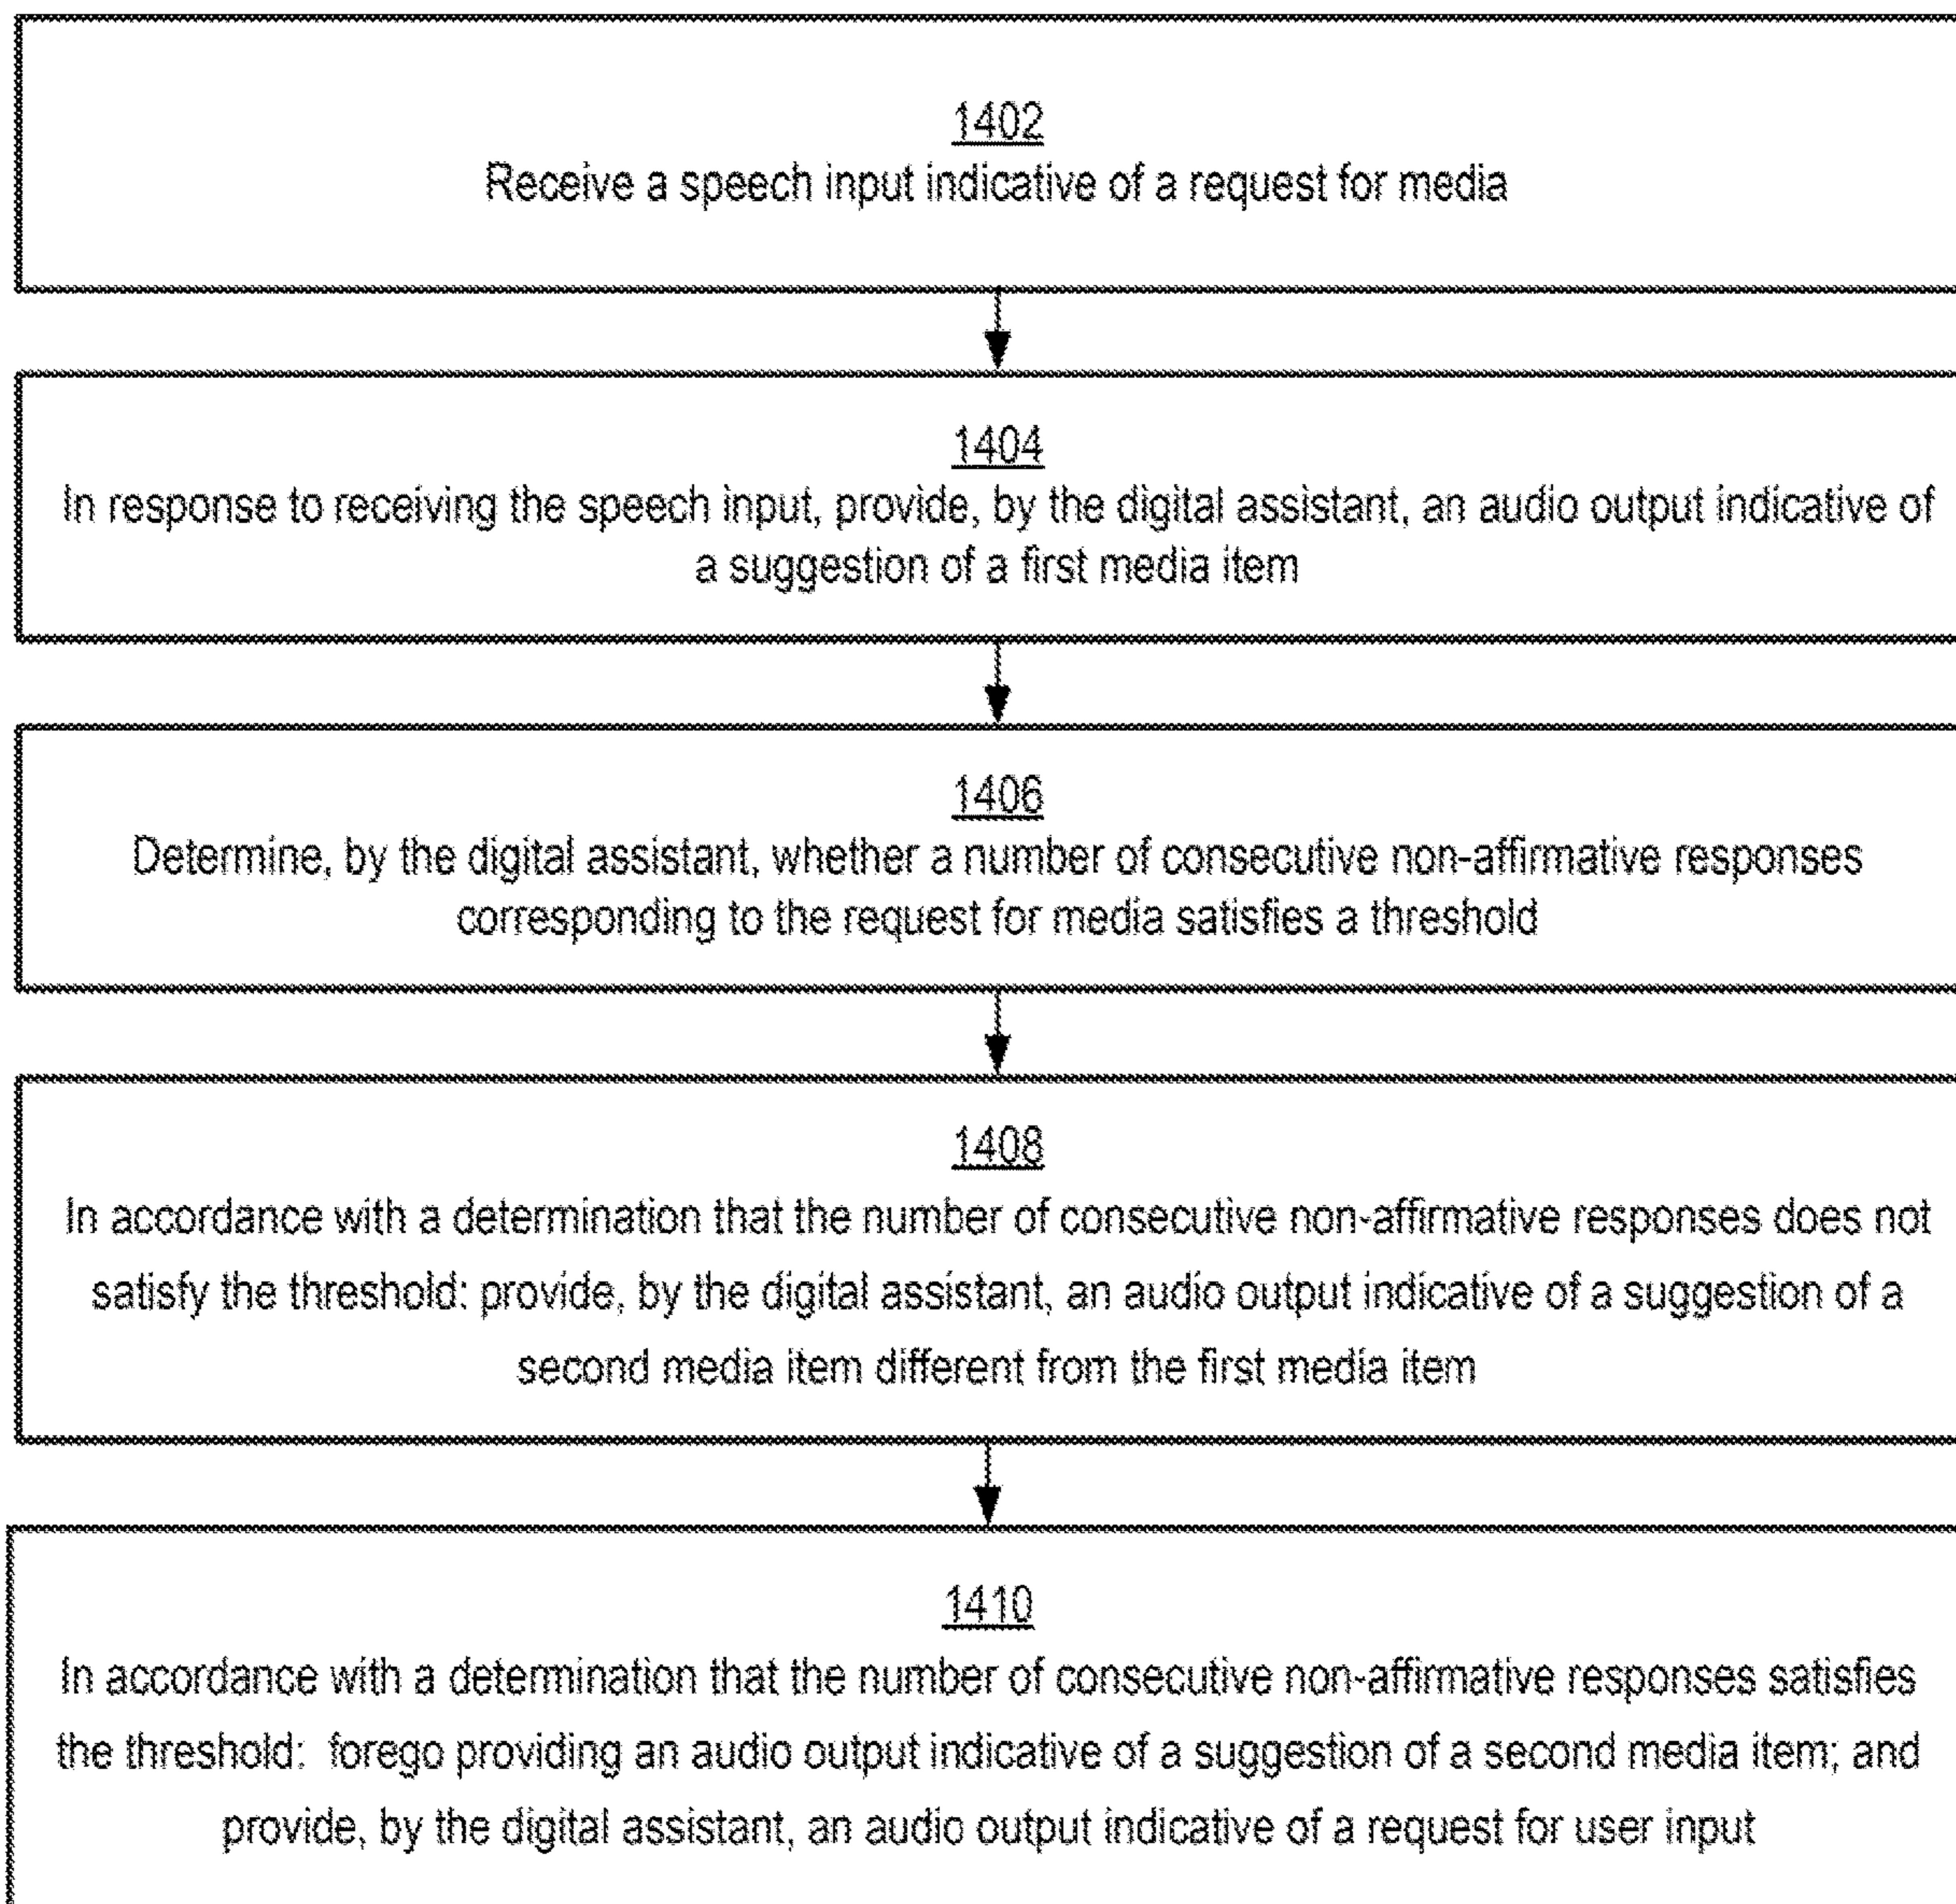 1402
Receive a speech input indicative of a request for media
1404
In response to receiving the speech input, provide, by the digital assistant, an audio output indicative of
a suggestion of a first media item
1406
Determine, by the digital assistant, whether a number of consecutive non-affirmative responses
corresponding to the request for media satisfies a threshold
1408
In accordance with a determination that the number of consecutive non-affirmative responses does not
satisfy the threshold: provide, by the digital assistant, an audio output indicative of a suggestion of a
second media item different from the first media item
1410
In accordance with a determination that the number of consecutive non-affirmative responses satisfies
the threshold: forego providing an audio output indicative of a suggestion of a second media item; and
provide, by the digital assistant, an audio output indicative of a request for user input